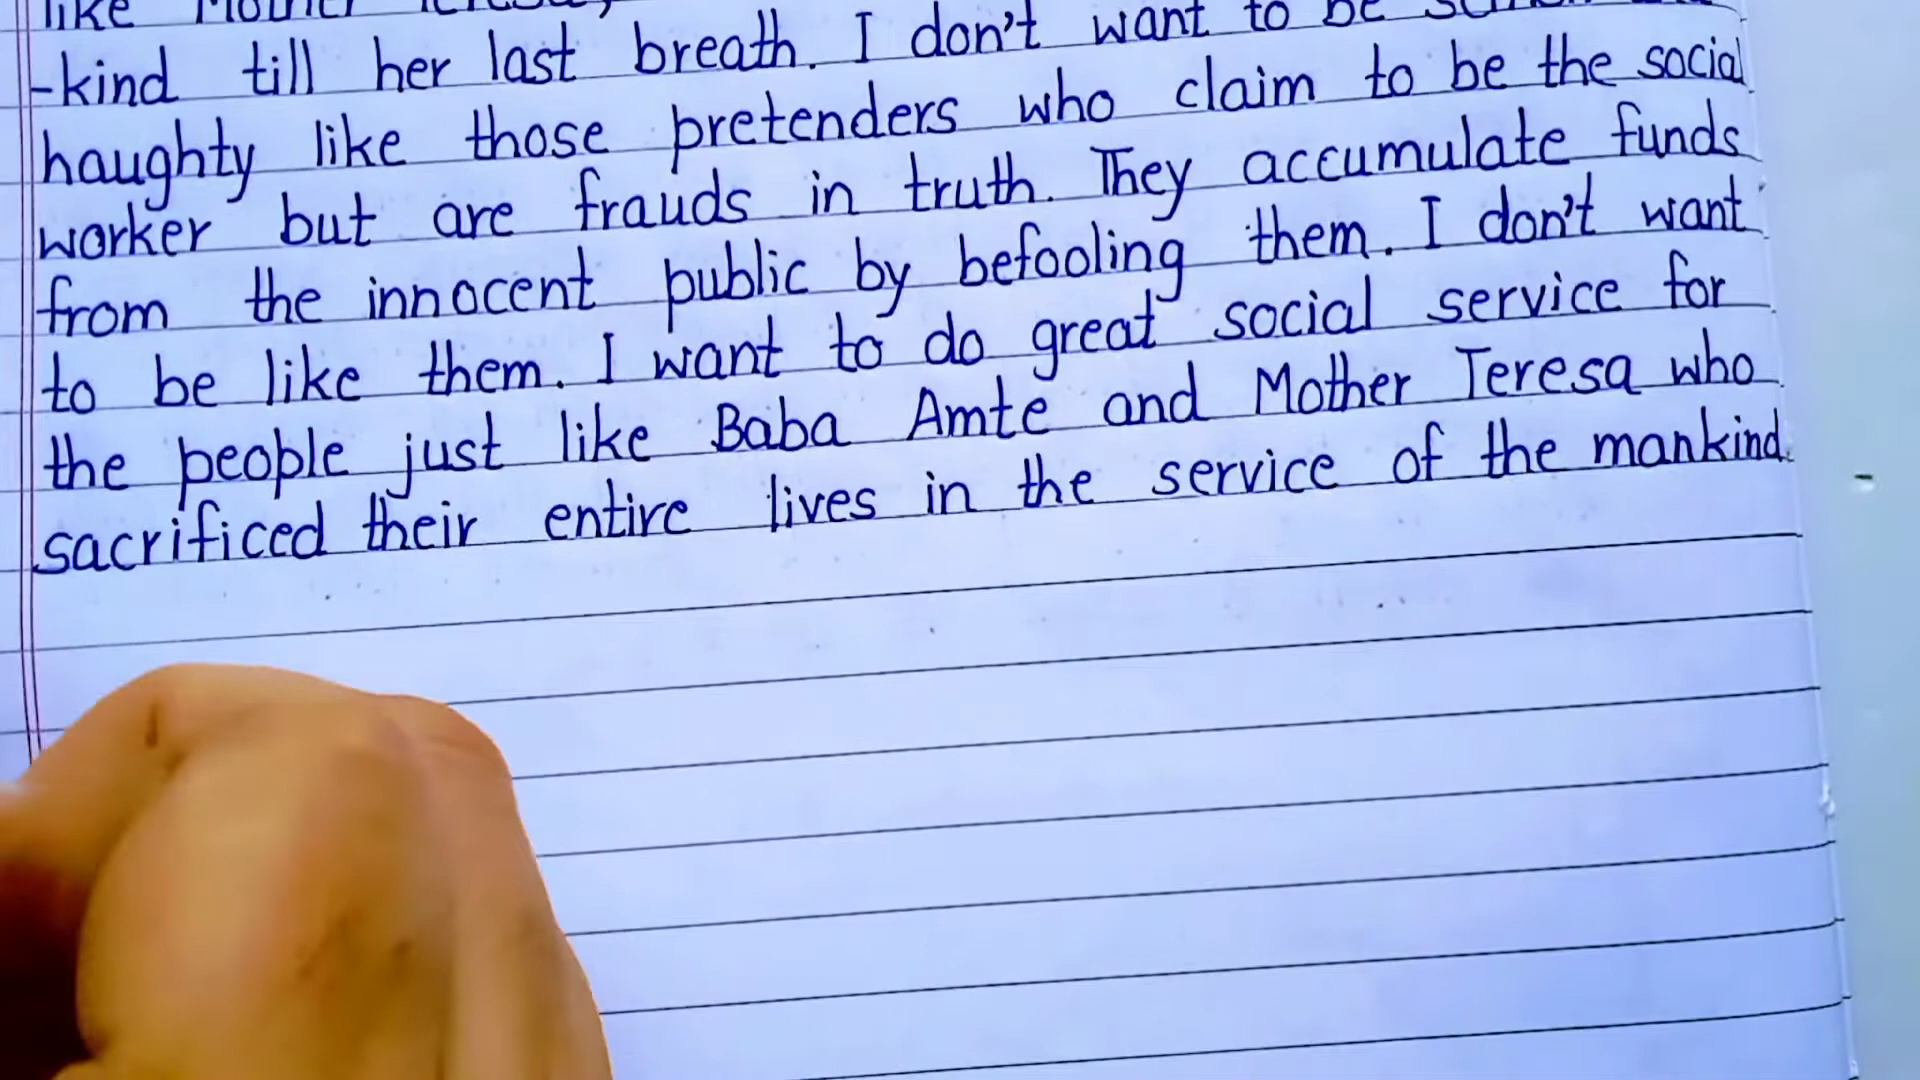 like Mother Teresa,
-kind till her last breath. I don't want to be
haughty like those pretenders who claim to be the social
worker but are frauds in truth. They accumulate funds
from the innocent public by befooling them. I don't want
to be like them. I want to do great social service for
the people just like Baba Amte and Mother Teresa who
sacrificed their entire lives in the service of the mankind.